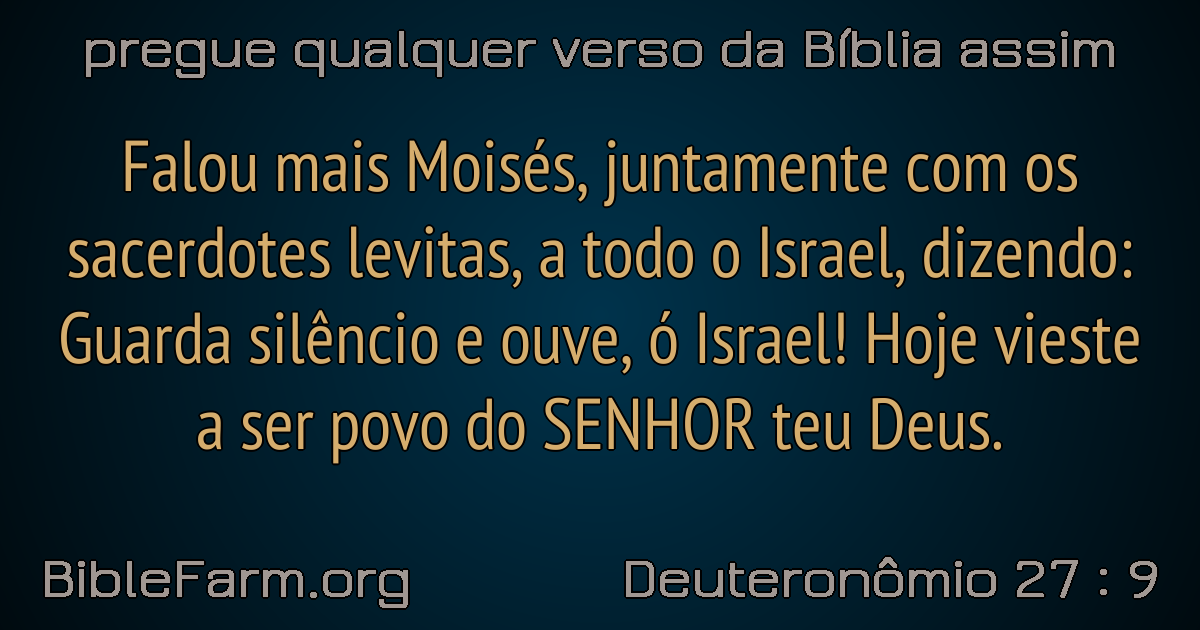 pregue qualquer verso da Bíblia assim
Falou mais Moisés, juntamente com os
sacerdotes levitas, a todo o Israel, dizendo:
Guarda silêncio e ouve, ó Israel! Hoje vieste
a ser povo do SENHOR teu Deus.
BibleFarm.org
Deuteronômio 27 : 9